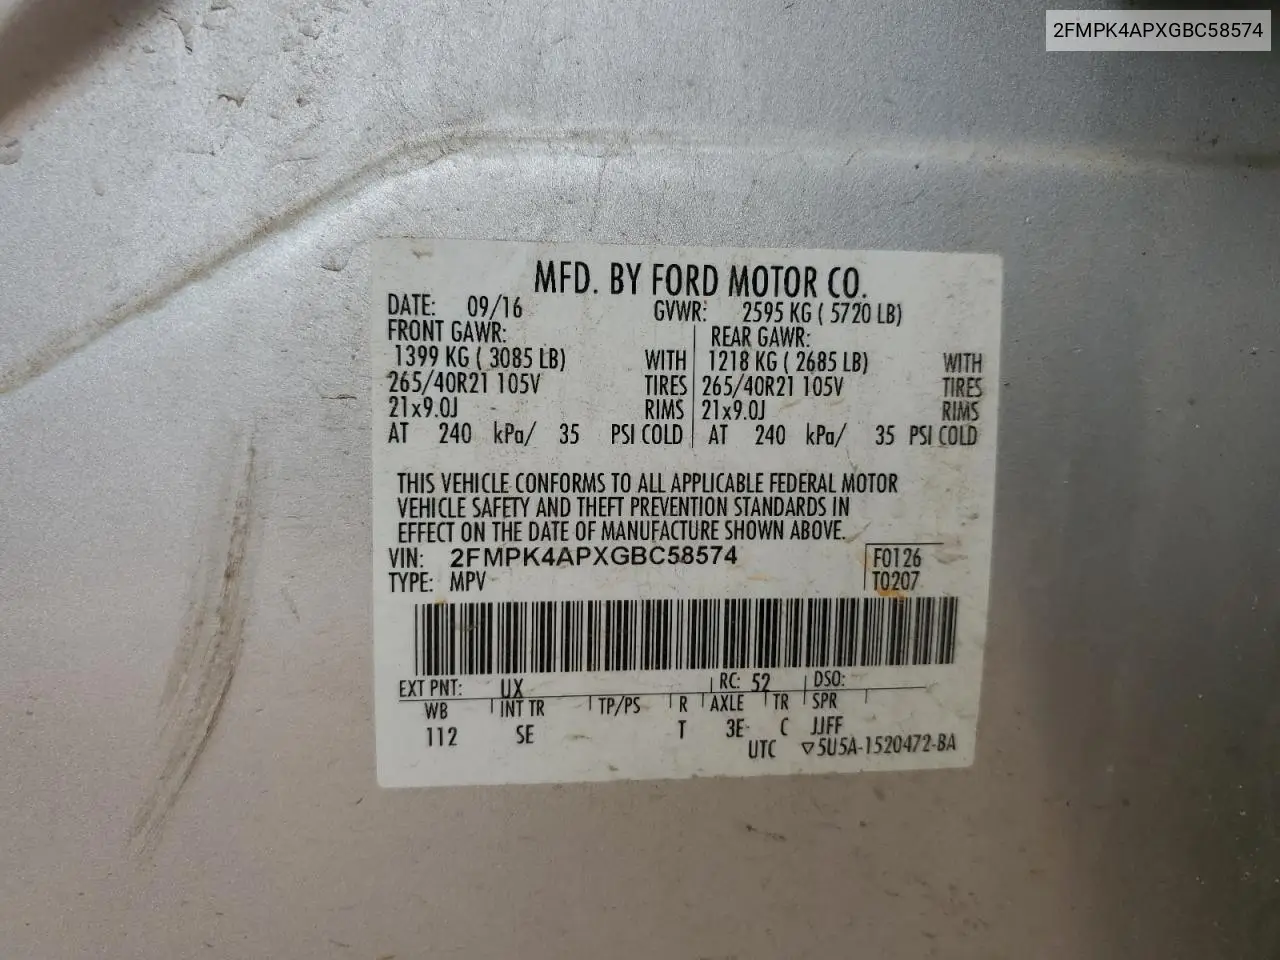 2FMPK4APXGBC58574
MFD. BY FORD MOTOR CO.
DATE: 09/16 GVWR: 2595 KG ( 5720 LB)
FRONT GAWR: REAR GAWR:
1399 KG ( 3085 LB) WITH 1218 KG ( 2685 LB) WITH
265/40R21 105V TIRES 265/40R21 105V TIRES
21x9.0J RIMS 21x9.0J RIMS
AT 240 kPa/ 35 PSI COLD AT 240 kPa/ 35 PSI COLD
THIS VEHICLE CONFORMS TO ALL APPLICABLE FEDERAL MOTOR
VEHICLE SAFETY AND THEFT PREVENTION STANDARDS IN
EFFECT ON THE DATE OF MANUFACTURE SHOWN ABOVE.
VIN: 2FMPK4APXGBC58574 F0126
TYPE: MPV T0207
EXT PNT: UX RC: 52 DSO:
WB INT TR TP/PS R AXLE TR SPR
112 SE T 3E C JJFF
UTC ▽5U5A-1520472-BA